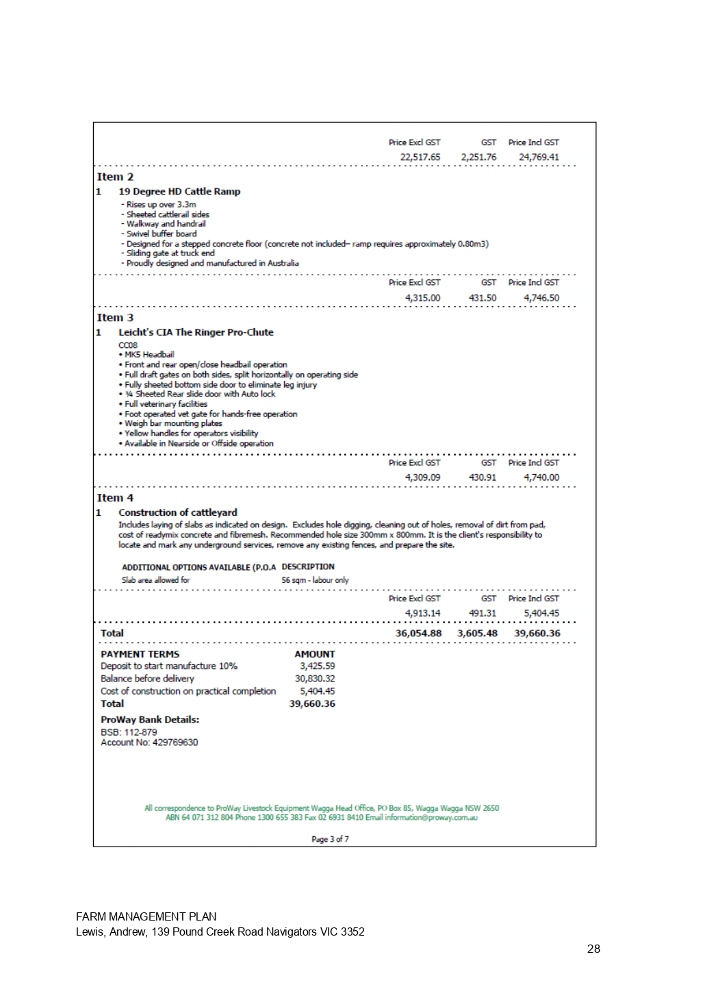 Price Excl GST GST Price Incl GST
22,517.65 2,251.76 24,769.41
Item 2
1 19 Degree HD Cattle Ramp
- Rises up over 3.3m
- Sheeted cattlerail sides
- Walkway and handrail
- Swivel buffer board
- Designed for a stepped concrete floor (concrete not included– ramp requires approximately 0.80m3)
- Sliding gate at truck end
- Proudly designed and manufactured in Australia
Price Excl GST GST Price Incl GST
4,315.00 431.50 4,746.50
Item 3
1 Leicht's CIA The Ringer Pro-Chute
CC08
• MK5 Headbail
• Front and rear open/close headbail operation
• Full draft gates on both sides, split horizontally on operating side
• Fully sheeted bottom side door to eliminate leg injury
• ¾ Sheeted Rear slide door with Auto lock
• Full veterinary facilities
• Foot operated vet gate for hands-free operation
• Weigh bar mounting plates
• Yellow handles for operators visibility
• Available in Nearside or Offside operation
Price Excl GST GST Price Incl GST
4,309.09 430.91 4,740.00
Item 4
1 Construction of cattleyard
Includes laying of slabs as indicated on design. Excludes hole digging, cleaning out of holes, removal of dirt from pad,
cost of readymix concrete and fibremesh. Recommended hole size 300mm x 800mm. It is the client's responsibility to
locate and mark any underground services, remove any existing fences, and prepare the site.
ADDITIONAL OPTIONS AVAILABLE (P.O.A DESCRIPTION
Slab area allowed for 56 sqm - labour only
Price Excl GST GST Price Incl GST
4,913.14 491.31 5,404.45
Total 36,054.88 3,605.48 39,660.36
PAYMENT TERMS AMOUNT
Deposit to start manufacture 10% 3,425.59
Balance before delivery 30,830.32
Cost of construction on practical completion 5,404.45
Total 39,660.36
ProWay Bank Details:
BSB: 112-879
Account No: 429769630
All correspondence to ProWay Livestock Equipment Wagga Head Office, PO Box 85, Wagga Wagga NSW 2650
ABN 64 071 312 804 Phone 1300 655 383 Fax 02 6931 8410 Email information@proway.com.au
Page 3 of 7
FARM MANAGEMENT PLAN
Lewis, Andrew, 139 Pound Creek Road Navigators VIC 3352
28